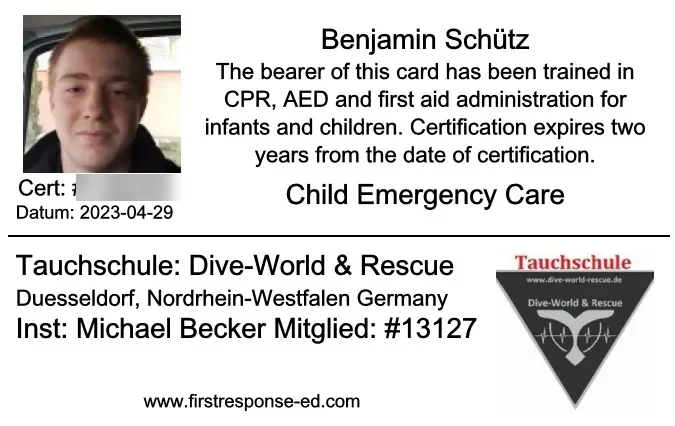 Benjamin Schütz
The bearer of this card has been trained in
CPR, AED and first aid administration for
infants and children. Certification expires two
years from the date of certification.
Child Emergency Care
Cert: #
Datum: 2023-04-29
Tauchschule: Dive-World & Rescue
Duesseldorf, Nordrhein-Westfalen Germany
Inst: Michael Becker Mitglied: #13127
Tauchschule
www.dive-world-rescue.de
Dive-World & Rescue
www.firstresponse-ed.com